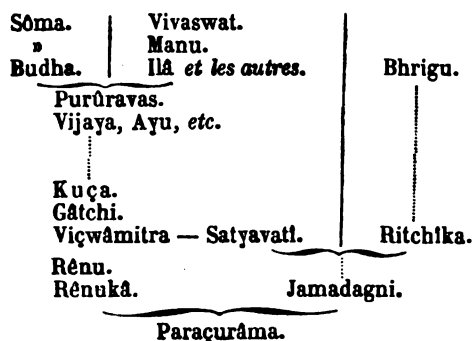 Sôma. Vivaswat.
» Manu.
Budha. Ilâ et les autres. Bhrigu.
Purûravas.
Vijaya, Ayu, etc.
Kuça.
Gâtchi.
Viçwâmitra — Satyavatî. Ritchîka.
Rênu.
Rênukâ. Jamadagni.
Paraçurâma.